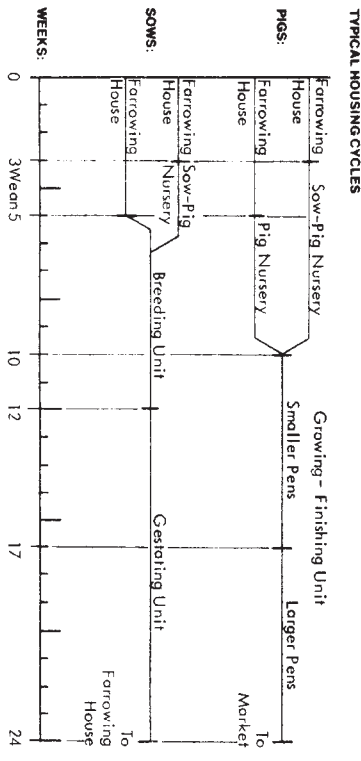 TYPICAL HOUSING CYCLES
PIGS:
Farrowing
House
Sow-Pig Nursery
Farrowing
House
Pig Nursery
Growing-Finishing Unit
Smaller Pens
Larger Pens
To
Market
SOWS:
Farrowing
House
Sow-Pig
Nursery
Farrowing
House
Breeding Unit
Gestating Unit
To
Farrowing
House
WEEKS:
0 3 Wean 5 10 12 17 24